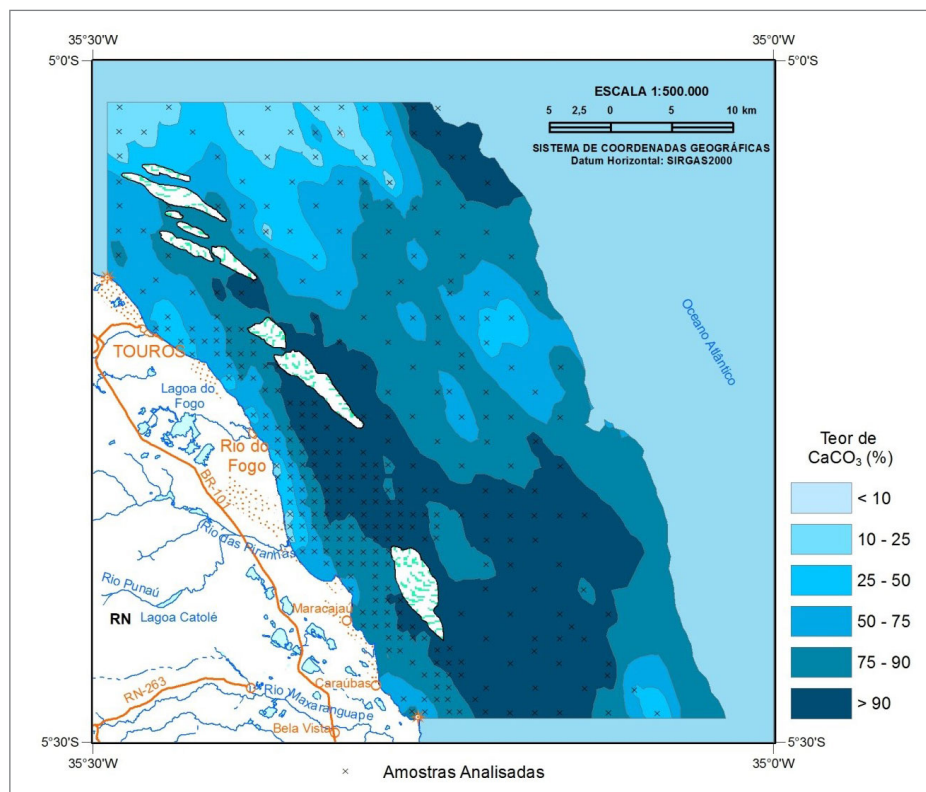 35°30'W
35°0'W
5°0'S
5°0'S
ESCALA 1:500.000
5 2,5 0 5 10 km
SISTEMA DE COORDENADAS GEOGRÁFICAS
Datum Horizontal: SIRGAS2000
Oceano Atlântico
TOUROS
Lagoa do
Fogo
Rio do
Fogo
BR-101
Rio das Piranhas
Rio Punaú
RN
Lagoa Catolé
Maracajaú
RN-263
Caraúbas
Rio Maxaranguape
Bela Vista
Teor de
CaCO₃ (%)
< 10
10 - 25
25 - 50
50 - 75
75 - 90
> 90
5°30'S
5°30'S
35°30'W
35°0'W
× Amostras Analisadas